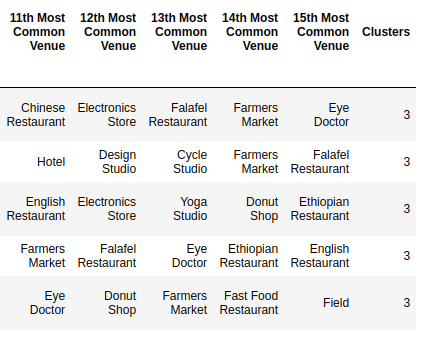 11th Most Common Venue 12th Most Common Venue 13th Most Common Venue 14th Most Common Venue 15th Most Common Venue Clusters
Chinese Restaurant Electronics Store Falafel Restaurant Farmers Market Eye Doctor 3
Hotel Design Studio Cycle Studio Farmers Market Falafel Restaurant 3
English Restaurant Electronics Store Yoga Studio Donut Shop Ethiopian Restaurant 3
Farmers Market Falafel Restaurant Eye Doctor Ethiopian Restaurant English Restaurant 3
Eye Doctor Donut Shop Farmers Market Fast Food Restaurant Field 3